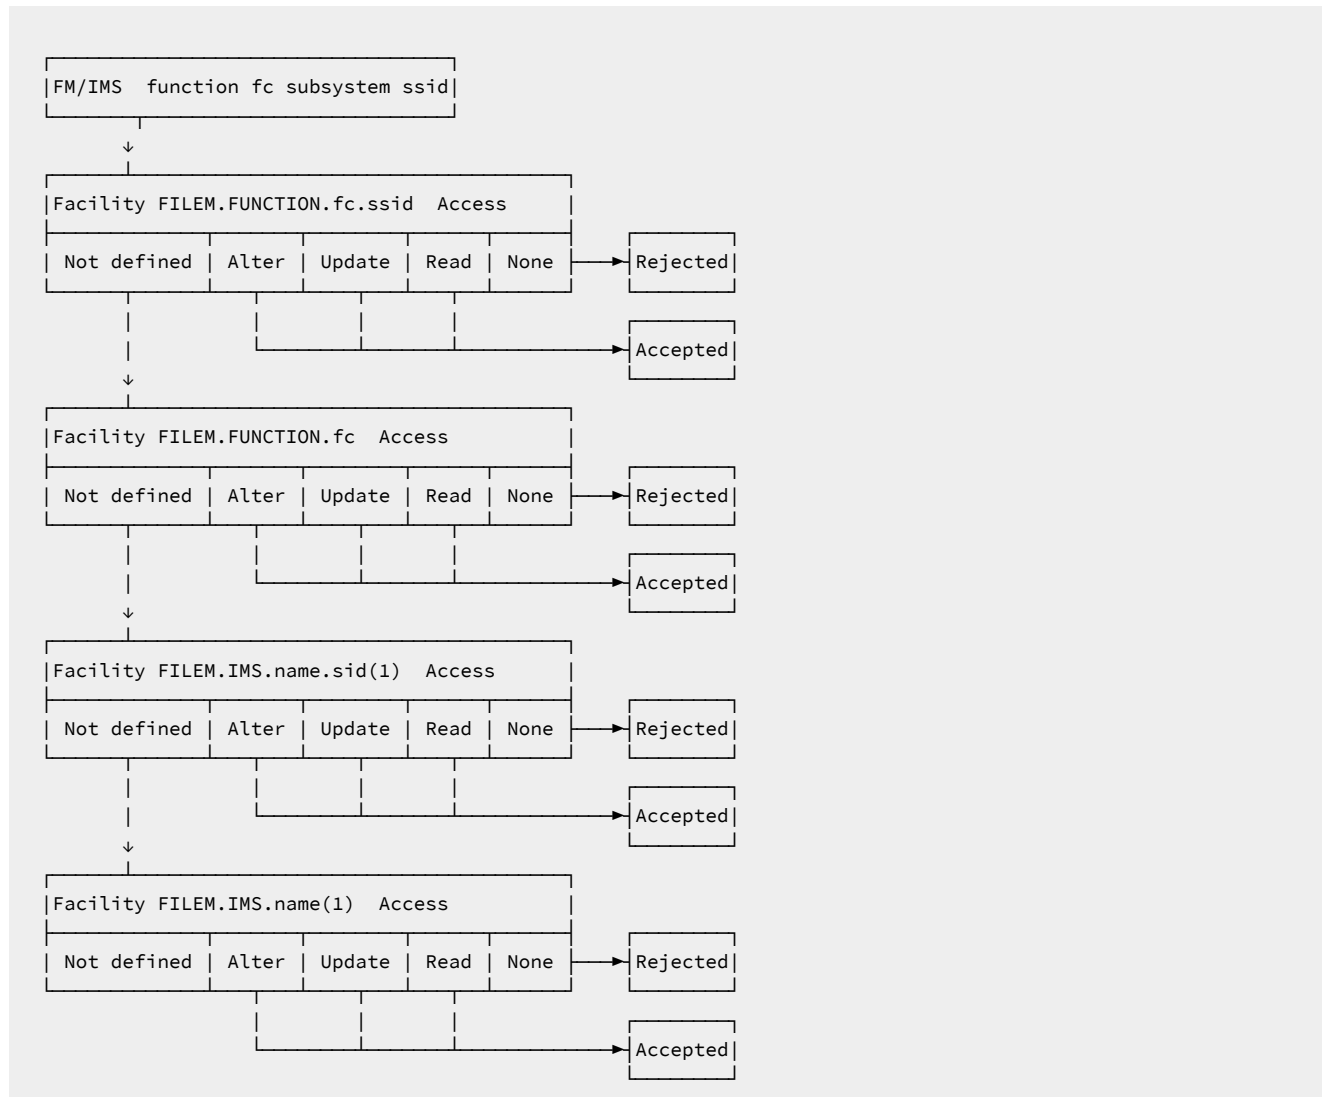 FM/IMS function fc subsystem ssid
Facility FILEM.FUNCTION.fc.ssid Access
Not defined Alter Update Read None Rejected
Accepted
Facility FILEM.FUNCTION.fc Access
Not defined Alter Update Read None Rejected
Accepted
Facility FILEM.IMS.name.sid(1) Access
Not defined Alter Update Read None Rejected
Accepted
Facility FILEM.IMS.name(1) Access
Not defined Alter Update Read None Rejected
Accepted